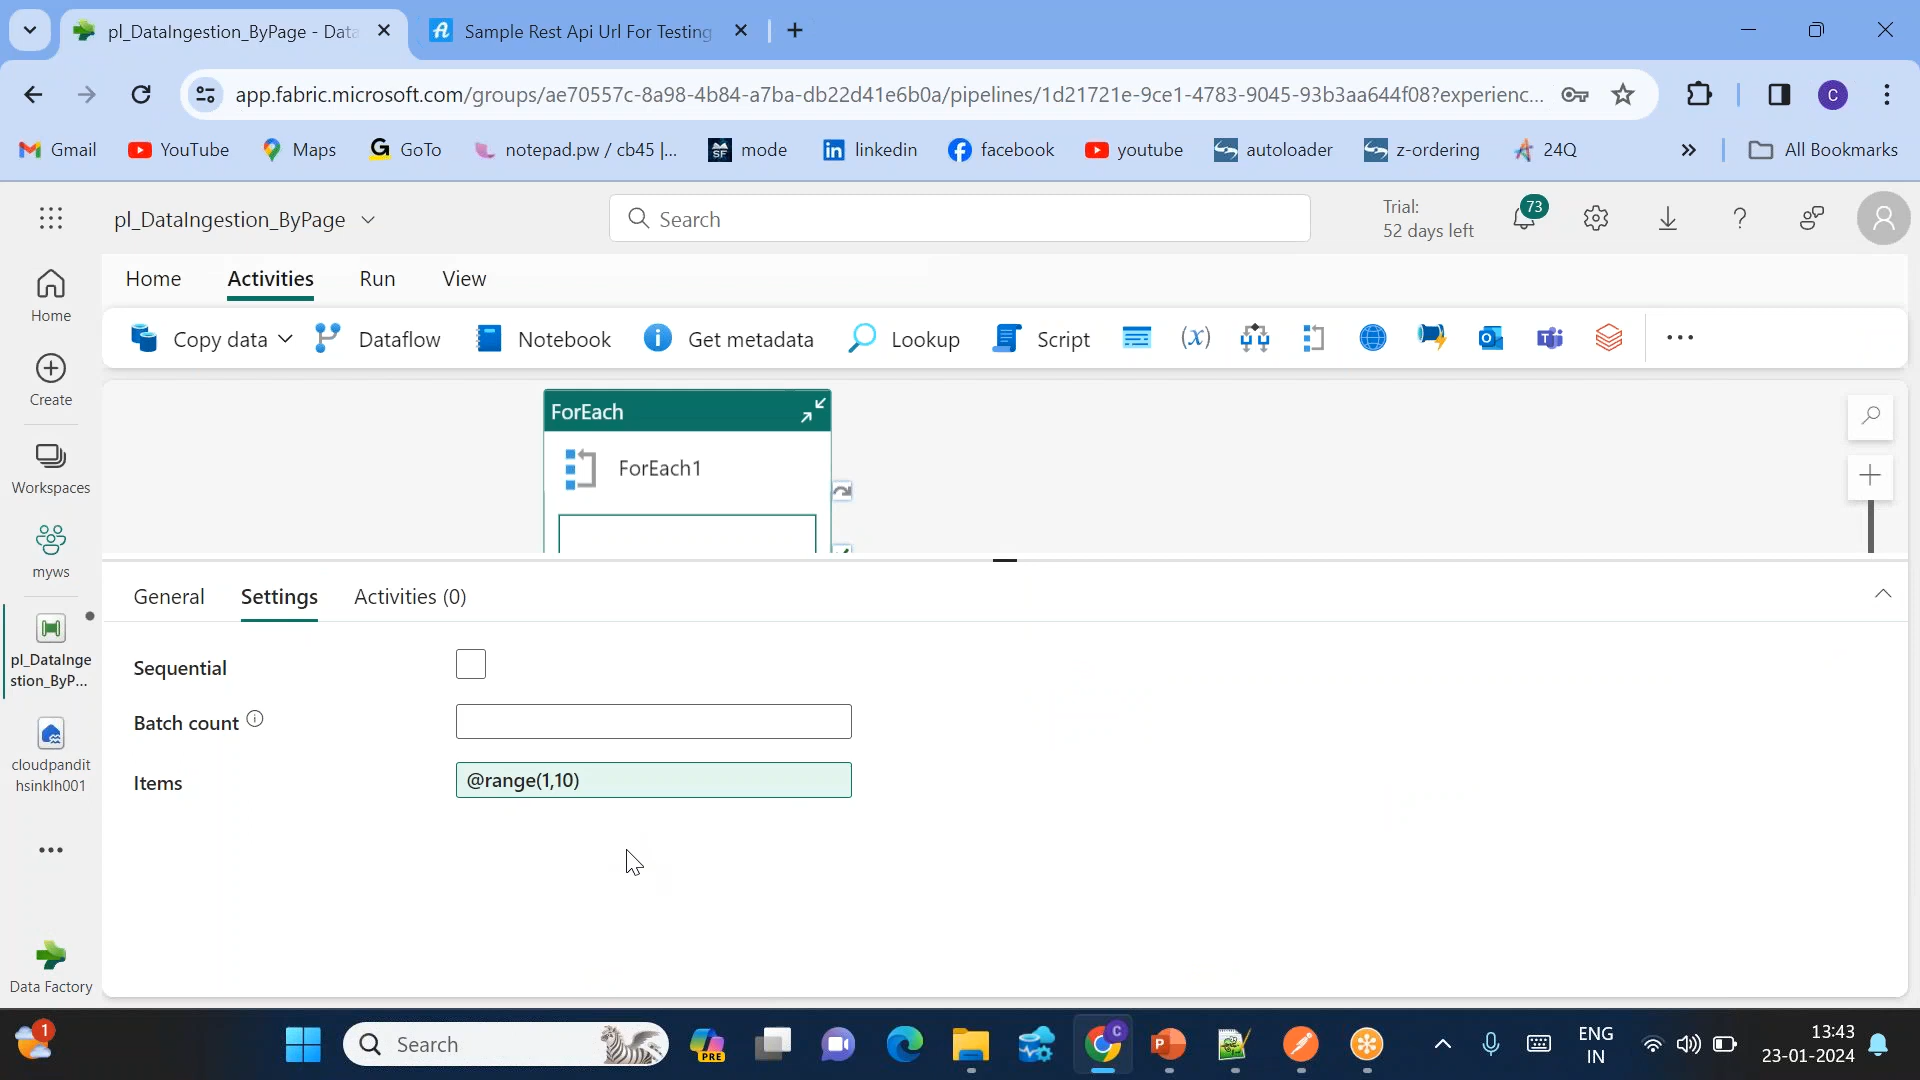 pl_DataIngestion_ByPage - Data
Sample Rest Api Url For Testing
app.fabric.microsoft.com/groups/ae70557c-8a98-4b84-a7ba-db22d41e6b0a/pipelines/1d21721e-9ce1-4783-9045-93b3aa644f08?experienc...
C
Gmail
YouTube
Maps
GoTo
notepad.pw / cb45 |...
mode
linkedin
facebook
youtube
autoloader
z-ordering
24Q
All Bookmarks
pl_DataIngestion_ByPage
Search
Trial:
52 days left
73
Home
Activities
Run
View
Home
Create
Workspaces
myws
pl_DataInge
stion_ByP...
cloudpandit
hsinklh001
Data Factory
Copy data
Dataflow
Notebook
Get metadata
Lookup
Script
ForEach
ForEach1
General
Settings
Activities (0)
Sequential
Batch count
Items
@range(1,10)
1
Search
PRE
C
ENG
IN
13:43
23-01-2024